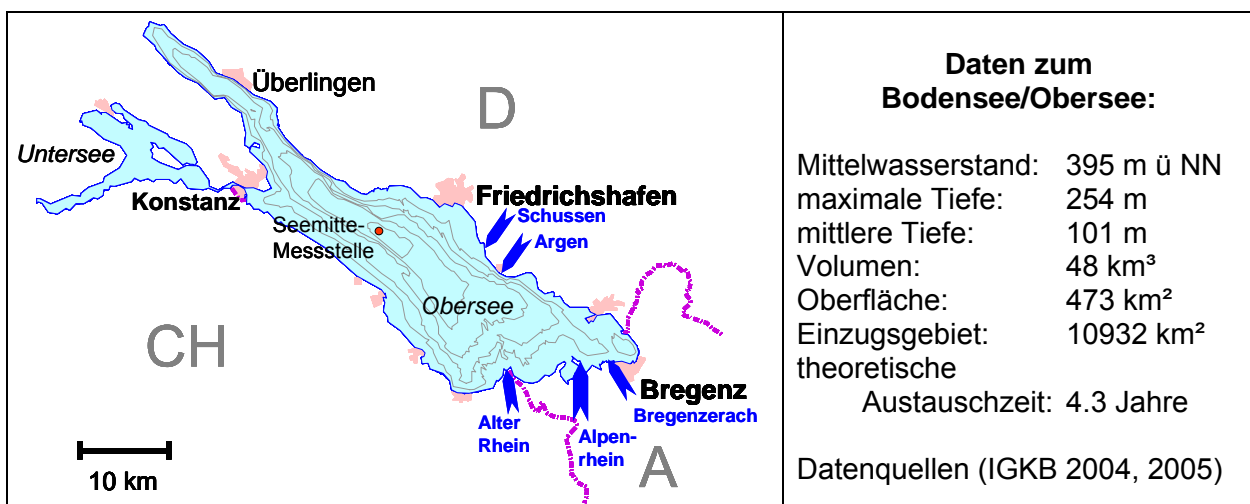 Überlingen
D
Untersee
Konstanz
Friedrichshafen
Seemitte-
Messstelle
Schussen
Argen
Obersee
CH
Bregenz
Bregenzerach
Alter
Rhein
Alpen-
rhein
A
10 km
Daten zum
Bodensee/Obersee:
Mittelwasserstand: 395 m ü NN
maximale Tiefe: 254 m
mittlere Tiefe: 101 m
Volumen: 48 km³
Oberfläche: 473 km²
Einzugsgebiet: 10932 km²
theoretische
Austauschzeit: 4.3 Jahre
Datenquellen (IGKB 2004, 2005)